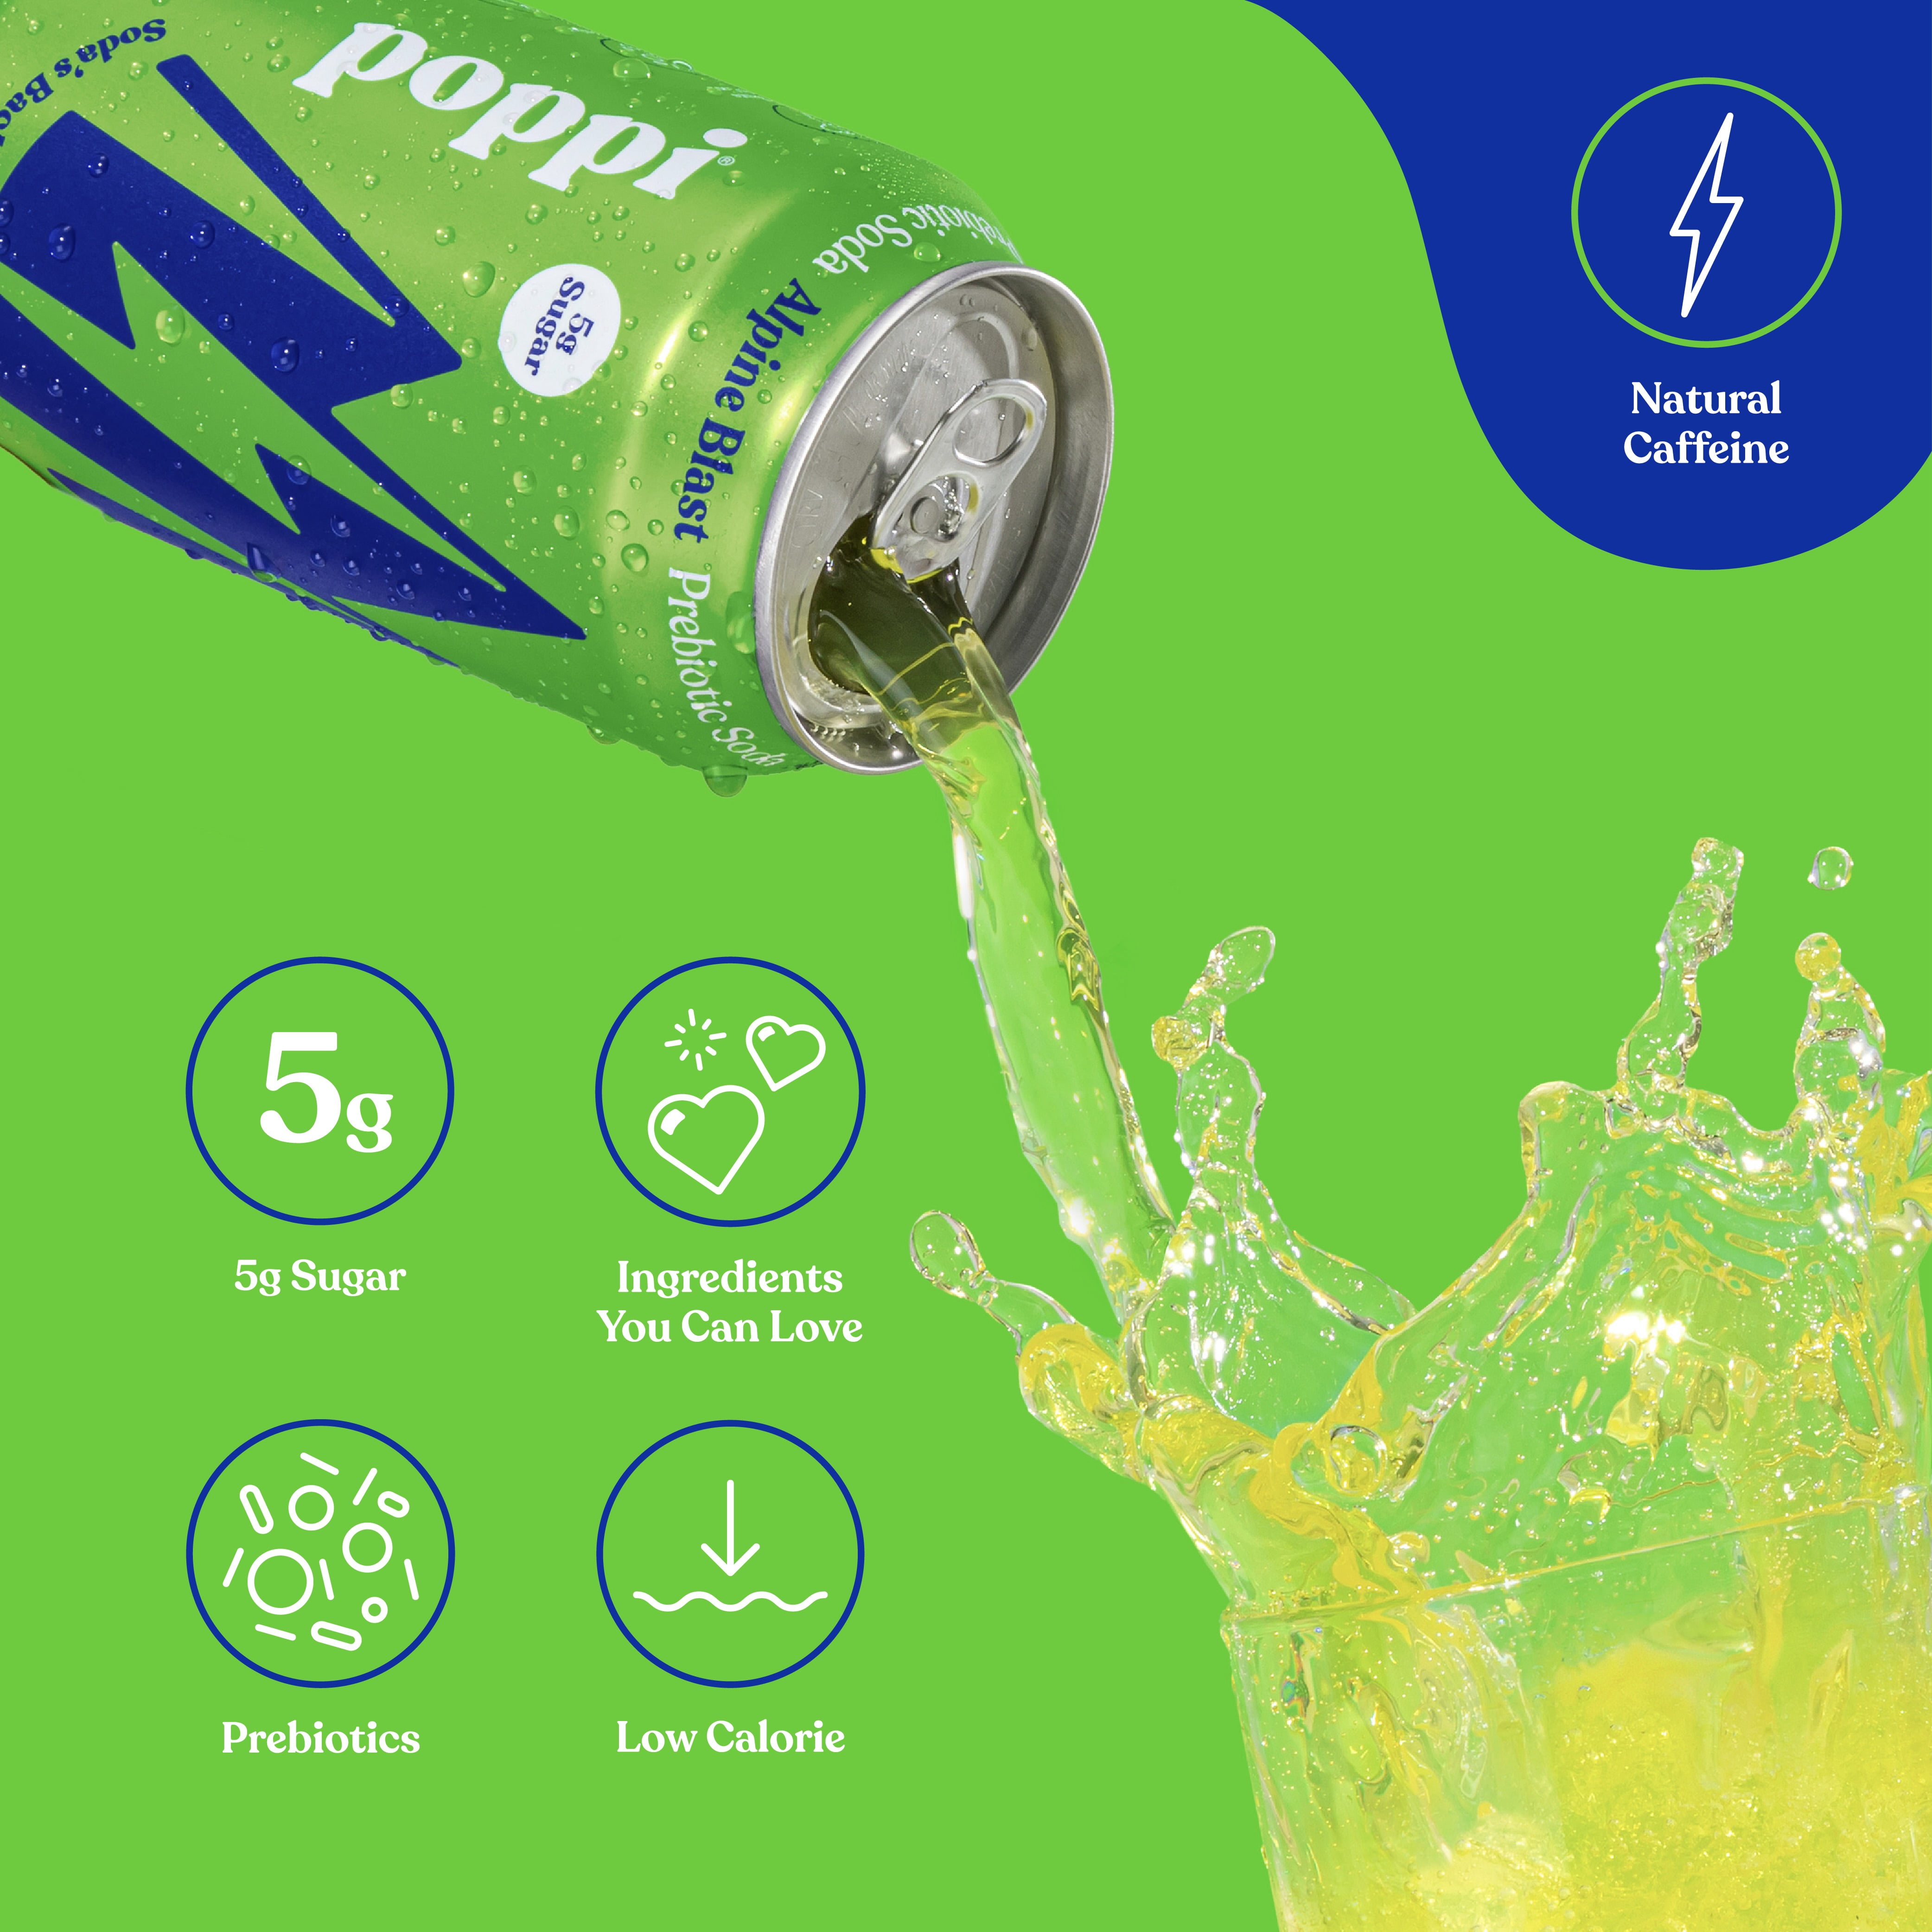 Soda's Back
poppi®
5g
Sugar
Prebiotic Soda
Alpine Blast
Prebiotic Soda
Natural
Caffeine
5g
5g Sugar
Ingredients
You Can Love
Prebiotics
Low Calorie